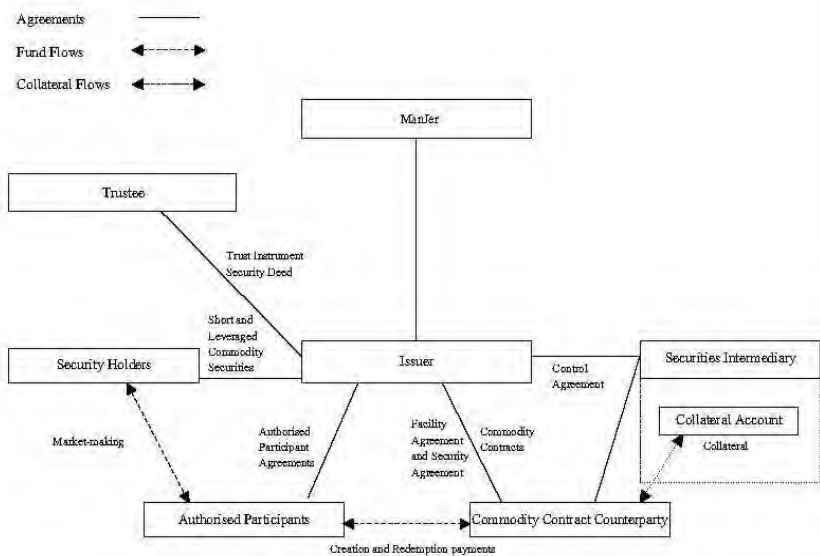 Agreements
Fund Flows
Collateral Flows
ManJer
Trustee
Trust Instrument
Security Deed
Short and
Leveraged
Commodity
Securities
Security Holders
Issuer
Securities Intermediary
Control
Agreement
Collateral Account
Collateral
Market-making
Authorised
Participant
Agreements
Facility
Agreement
and Security
Agreement
Commodity
Contracts
Authorised Participants
Commodity Contract Counterparty
Creation and Redemption payments